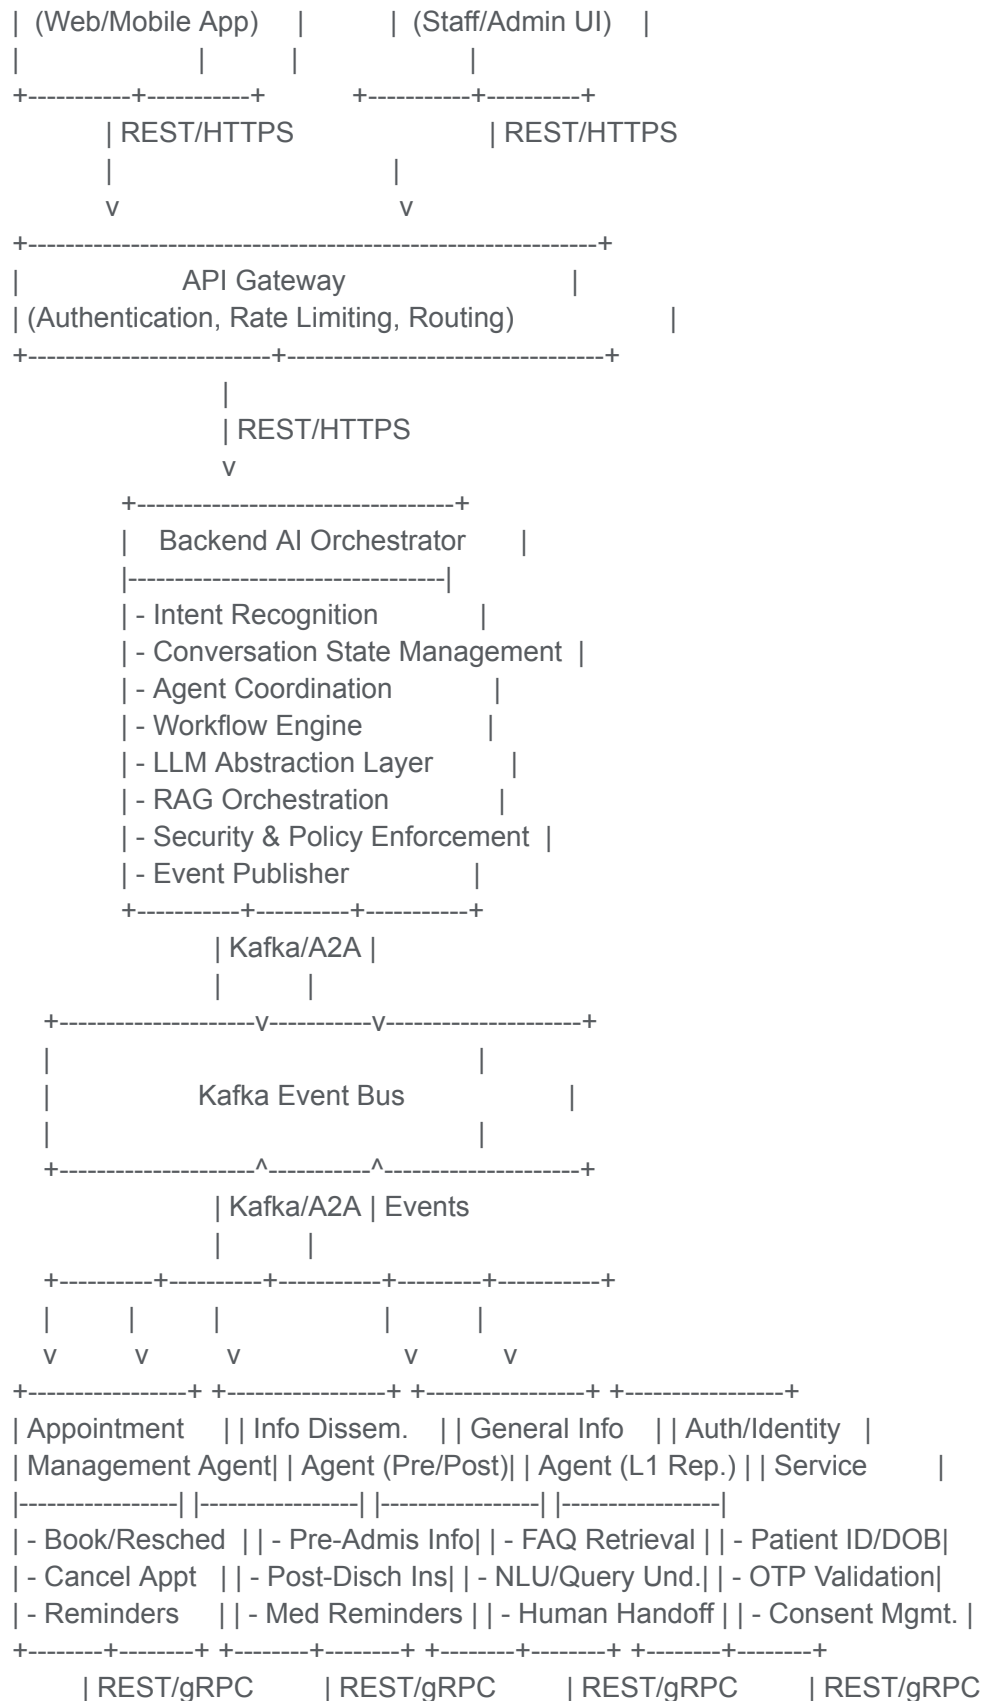 | (Web/Mobile App) | | (Staff/Admin UI) |
| | | |
+-----------+-----------+ +-----------+----------+
| REST/HTTPS | REST/HTTPS
| |
v v
+-------------------------------------------------------------+
| API Gateway |
| (Authentication, Rate Limiting, Routing) |
+--------------------------+----------------------------------+
|
| REST/HTTPS
v
+----------------------------------+
| Backend AI Orchestrator |
|----------------------------------|
| - Intent Recognition |
| - Conversation State Management |
| - Agent Coordination |
| - Workflow Engine |
| - LLM Abstraction Layer |
| - RAG Orchestration |
| - Security & Policy Enforcement |
| - Event Publisher |
+-----------+----------+-----------+
| Kafka/A2A |
| |
+---------------------v-----------v---------------------+
| |
| Kafka Event Bus |
| |
+---------------------^-----------^---------------------+
| Kafka/A2A | Events
| |
+----------+----------+-----------+---------+-----------+
| | | | |
v v v v v
+-----------------+ +-----------------+ +-----------------+ +-----------------+
| Appointment | | Info Dissem. | | General Info | | Auth/Identity |
| Management Agent| | Agent (Pre/Post)| | Agent (L1 Rep.) | | Service |
|-----------------| |-----------------| |-----------------| |-----------------|
| - Book/Resched | | - Pre-Admis Info| | - FAQ Retrieval | | - Patient ID/DOB|
| - Cancel Appt | | - Post-Disch Ins| | - NLU/Query Und.| | - OTP Validation|
| - Reminders | | - Med Reminders | | - Human Handoff | | - Consent Mgmt. |
+--------+--------+ +--------+--------+ +--------+--------+ +--------+--------+
| REST/gRPC | REST/gRPC | REST/gRPC | REST/gRPC